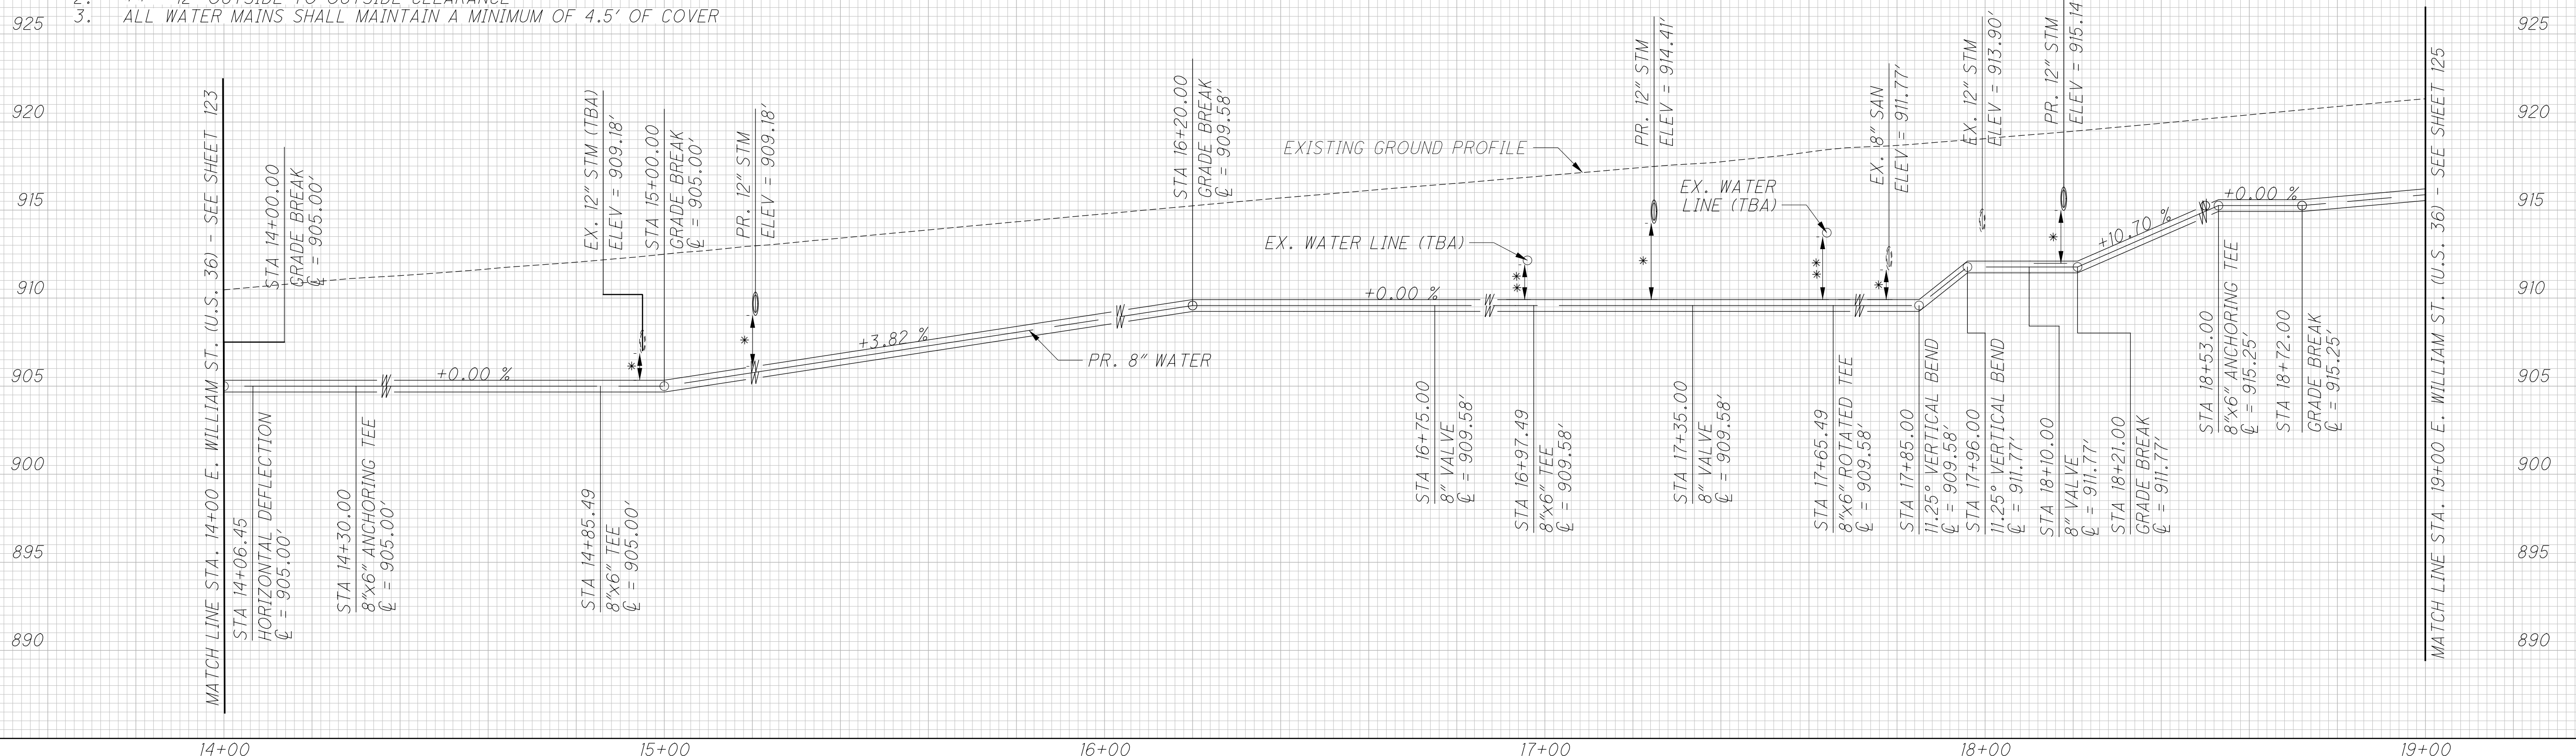 3. ALL WATER MAINS SHALL MAINTAIN A MINIMUM OF 4.5' OF COVER
925
920
915
910
905
900
895
890
925
920
915
910
905
900
895
890
MATCH LINE STA. 14+00 E. WILLIAM ST. (U.S. 36) - SEE SHEET 123
STA 14+00.00
GRADE BREAK
℄ = 905.00'
EX. 12" STM (TBA)
ELEV = 909.18'
STA 15+00.00
GRADE BREAK
℄ = 905.00'
PR. 12" STM
ELEV = 909.18'
STA 16+20.00
GRADE BREAK
℄ = 909.58'
EXISTING GROUND PROFILE
EX. WATER LINE (TBA)
PR. 12" STM
ELEV = 914.41'
EX. WATER
LINE (TBA)
EX. 8" SAN
ELEV= 911.77'
EX. 12" STM
ELEV = 913.90'
PR. 12" STM
ELEV = 915.14
MATCH LINE STA. 19+00 E. WILLIAM ST. (U.S. 36) - SEE SHEET 125
+0.00 %
W
*
+3.82 %
W
*
W
PR. 8" WATER
+0.00 %
W
**
*
**
W
*
*
+10.70 %
W
+0.00 %
STA 14+06.45
HORIZONTAL DEFLECTION
℄ = 905.00'
STA 14+30.00
8"x6" ANCHORING TEE
℄ = 905.00'
STA 14+85.49
8"x6" TEE
℄ = 905.00'
STA 16+75.00
8" VALVE
℄ = 909.58'
STA 16+97.49
8"x6" TEE
℄ = 909.58'
STA 17+35.00
8" VALVE
℄ = 909.58'
STA 17+65.49
8"x6" ROTATED TEE
℄ = 909.58'
STA 17+85.00
11.25° VERTICAL BEND
℄ = 909.58'
STA 17+96.00
11.25° VERTICAL BEND
℄ = 911.77'
STA 18+10.00
8" VALVE
℄ = 911.77'
STA 18+21.00
GRADE BREAK
℄ = 911.77'
STA 18+53.00
8"x6" ANCHORING TEE
℄ = 915.25'
STA 18+72.00
GRADE BREAK
℄ = 915.25'
14+00
15+00
16+00
17+00
18+00
19+00